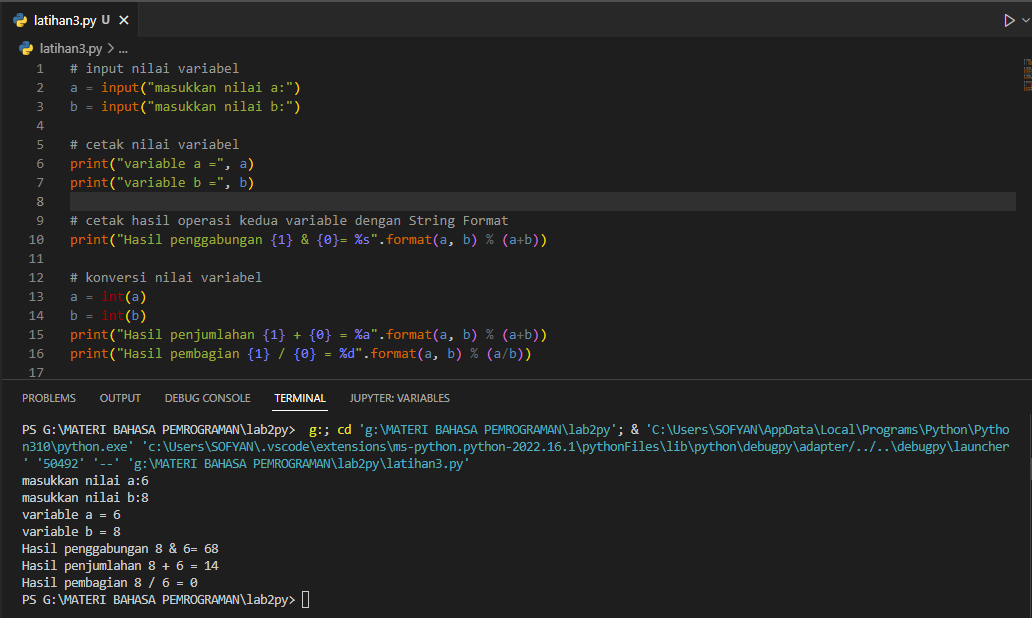 latihan3.py U
latihan3.py > ...
1 # input nilai variabel
2 a = input("masukkan nilai a:")
3 b = input("masukkan nilai b:")
4
5 # cetak nilai variabel
6 print("variable a =", a)
7 print("variable b =", b)
8
9 # cetak hasil operasi kedua variable dengan String Format
10 print("Hasil penggabungan {1} & {0}= %s".format(a, b) % (a+b))
11
12 # konversi nilai variabel
13 a = int(a)
14 b = int(b)
15 print("Hasil penjumlahan {1} + {0} = %a".format(a, b) % (a+b))
16 print("Hasil pembagian {1} / {0} = %d".format(a, b) % (a/b))
17
PROBLEMS OUTPUT DEBUG CONSOLE TERMINAL JUPYTER: VARIABLES
PS G:\MATERI BAHASA PEMROGRAMAN\lab2py>  g:; cd 'g:\MATERI BAHASA PEMROGRAMAN\lab2py'; & 'C:\Users\SOFYAN\AppData\Local\Programs\Python\Pytho
n310\python.exe' 'c:\Users\SOFYAN\.vscode\extensions\ms-python.python-2022.16.1\pythonFiles\lib\python\debugpy\adapter/../..\debugpy\launcher
' '50492' '--' 'g:\MATERI BAHASA PEMROGRAMAN\lab2py\latihan3.py'
masukkan nilai a:6
masukkan nilai b:8
variable a = 6
variable b = 8
Hasil penggabungan 8 & 6= 68
Hasil penjumlahan 8 + 6 = 14
Hasil pembagian 8 / 6 = 0
PS G:\MATERI BAHASA PEMROGRAMAN\lab2py>